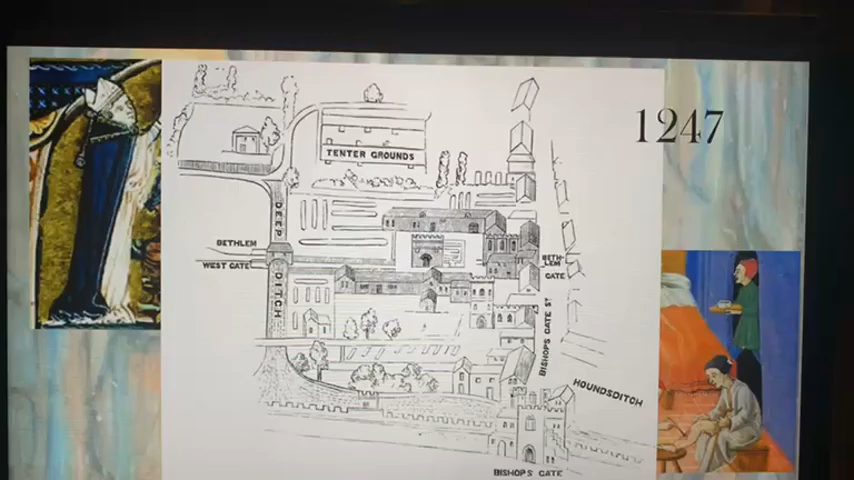 1247
TENTER GROUNDS
DEEP
DITCH
BETHLEM
WEST GATE
BETH-
LEM
GATE
BISHOPS GATE ST
HOUNDSDITCH
BISHOPS GATE